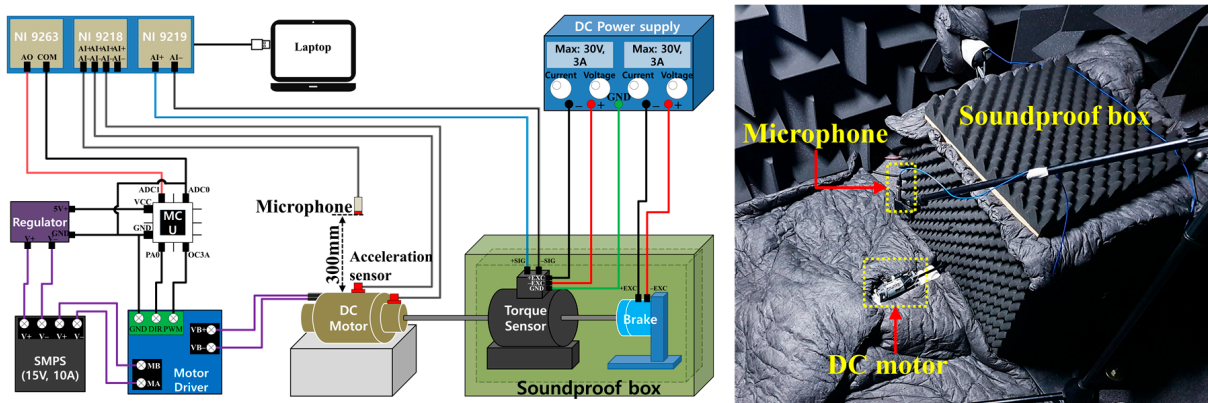 NI 9263
NI 9218
NI 9219
AO COM
AI+ AI+ AI+ AI+
AI- AI- AI- AI-
AI+ AI-
Laptop
DC Power supply
Max: 30V, 3A
Max: 30V, 3A
Current Voltage Current Voltage
GND
- + - +
ADC1
ADC0
VCC
5V+
Regulator
GND
GND
V+ V-
MC
U
PA0
OC3A
Microphone
300mm
Acceleration
sensor
DC
Motor
+SIG -SIG
+EXC
-EXC
GND
+EXC -EXC
Torque
Sensor
Brake
Soundproof box
V+ V- V+ V-
SMPS
(15V, 10A)
GND DIR PWM
VB+
VB-
MB
MA
Motor
Driver
Soundproof box
Microphone
DC motor